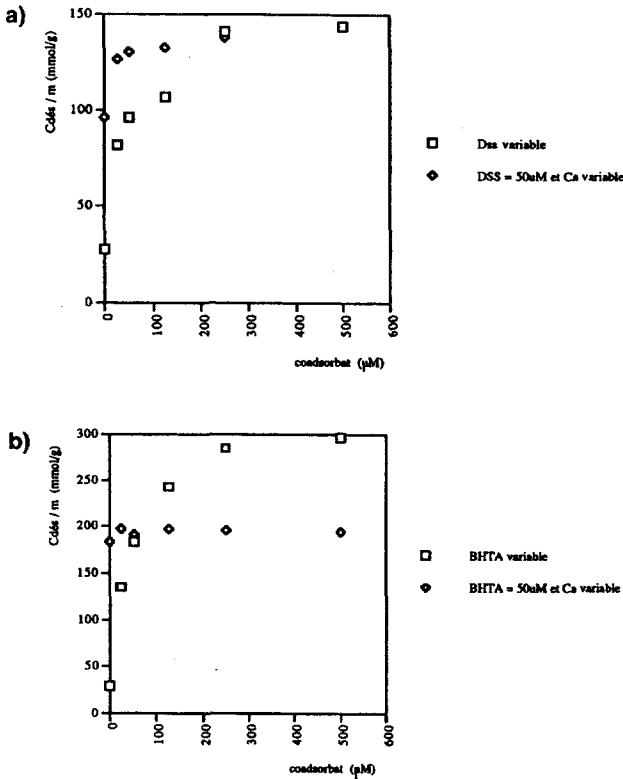 a)
Cdés / m (mmol/g)
150
100
50
0
0
100
200
300
400
500
600
coadsorbat (µM)
Dss variable
DSS = 50uM et Ca variable
b)
Cdés / m (mmol/g)
300
250
200
150
100
50
0
0
100
200
300
400
500
600
coadsorbat (µM)
BHTA variable
BHTA = 50uM et Ca variable